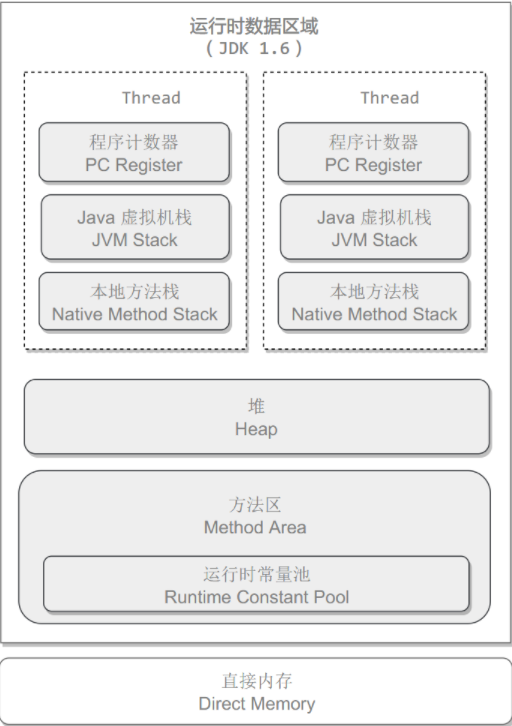 运行时数据区域
( JDK 1.6 )
Thread
程序计数器
PC Register
Java 虚拟机栈
JVM Stack
本地方法栈
Native Method Stack
Thread
程序计数器
PC Register
Java 虚拟机栈
JVM Stack
本地方法栈
Native Method Stack
堆
Heap
方法区
Method Area
运行时常量池
Runtime Constant Pool
直接内存
Direct Memory